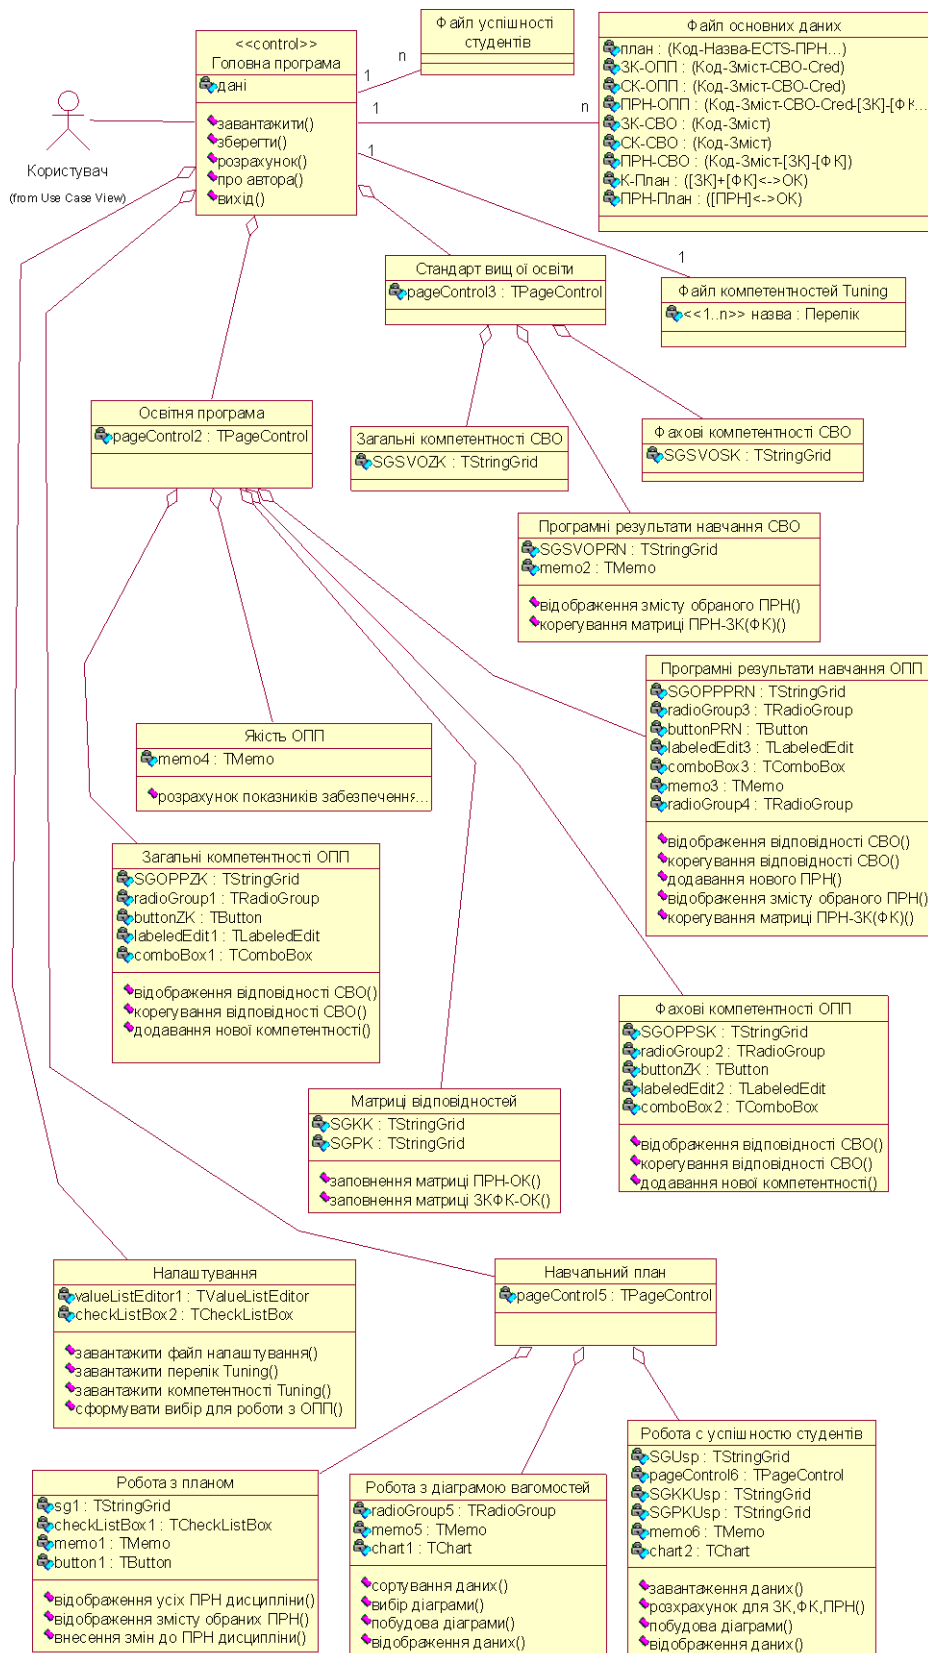 Файл успішності
студентів
Файл основних даних
план : (Код-Назва-ECTS-ПРН...)
ЗК-ОПП : (Код-Зміст-СВО-Cred)
СК-ОПП : (Код-Зміст-СВО-Cred)
ПРН-ОПП : (Код-Зміст-СВО-Cred-[ЗК]-[ФК...
ЗК-СВО : (Код-Зміст)
СК-СВО : (Код-Зміст)
ПРН-СВО : (Код-Зміст-[ЗК]-[ФК])
К-План : ([ЗК]+[ФК]<->ОК)
ПРН-План : ([ПРН]<->ОК)
<<control>>
Головна програма
дані
завантажити()
зберегти()
розрахунок()
про автора()
вихід()
1
n
1
n
1
1
Користувач
(from Use Case View)
Стандарт вищої освіти
pageControl3 : TPageControl
Файл компетентностей Tuning
<<1..n>> назва : Перелік
Освітня програма
pageControl2 : TPageControl
Загальні компетентності СВО
SGSVOZK : TStringGrid
Фахові компетентності СВО
SGSVOSK : TStringGrid
Програмні результати навчання СВО
SGSVOPRN : TStringGrid
memo2 : TMemo
відображення змісту обраного ПРН()
корегування матриці ПРН-ЗК(ФК)()
Програмні результати навчання ОПП
SGOPPPRN : TStringGrid
radioGroup3 : TRadioGroup
buttonPRN : TButton
labeledEdit3 : TLabeledEdit
comboBox3 : TComboBox
memo3 : TMemo
radioGroup4 : TRadioGroup
відображення відповідності СВО()
корегування відповідності СВО()
додавання нового ПРН()
відображення змісту обраного ПРН()
корегування матриці ПРН-ЗК(ФК)()
Якість ОПП
memo4 : TMemo
розрахунок показників забезпечення...
Загальні компетентності ОПП
SGOPPZK : TStringGrid
radioGroup1 : TRadioGroup
buttonZK : TButton
labeledEdit1 : TLabeledEdit
comboBox1 : TComboBox
відображення відповідності СВО()
корегування відповідності СВО()
додавання нової компетентності()
Фахові компетентності ОПП
SGOPPSK : TStringGrid
radioGroup2 : TRadioGroup
buttonZK : TButton
labeledEdit2 : TLabeledEdit
comboBox2 : TComboBox
відображення відповідності СВО()
корегування відповідності СВО()
додавання нової компетентності()
Матриці відповідностей
SGKK : TStringGrid
SGPK : TStringGrid
заповнення матриці ПРН-ОК()
заповнення матриці ЗКФК-ОК()
Налаштування
valueListEditor1 : TValueListEditor
checkListBox2 : TCheckListBox
завантажити файл налаштування()
завантажити перелік Tuning()
завантажити компетентності Tuning()
сформувати вибір для роботи з ОПП()
Навчальний план
pageControl5 : TPageControl
Робота з планом
sg1 : TStringGrid
checkListBox1 : TCheckListBox
memo1 : TMemo
button1 : TButton
відображення усіх ПРН дисципліни()
відображення змісту обраних ПРН()
внесення змін до ПРН дисципліни()
Робота з діаграмою вагомостей
radioGroup5 : TRadioGroup
memo5 : TMemo
chart1 : TChart
сортування даних()
вибір діаграми()
побудова діаграми()
відображення даних()
Робота с успішністю студентів
SGUsp : TStringGrid
pageControl6 : TPageControl
SGKKUsp : TStringGrid
SGPKUsp : TStringGrid
memo6 : TMemo
chart2 : TChart
завантаження даних()
розхрахунок для ЗК,ФК,ПРН()
побудова діаграми()
відображення даних()